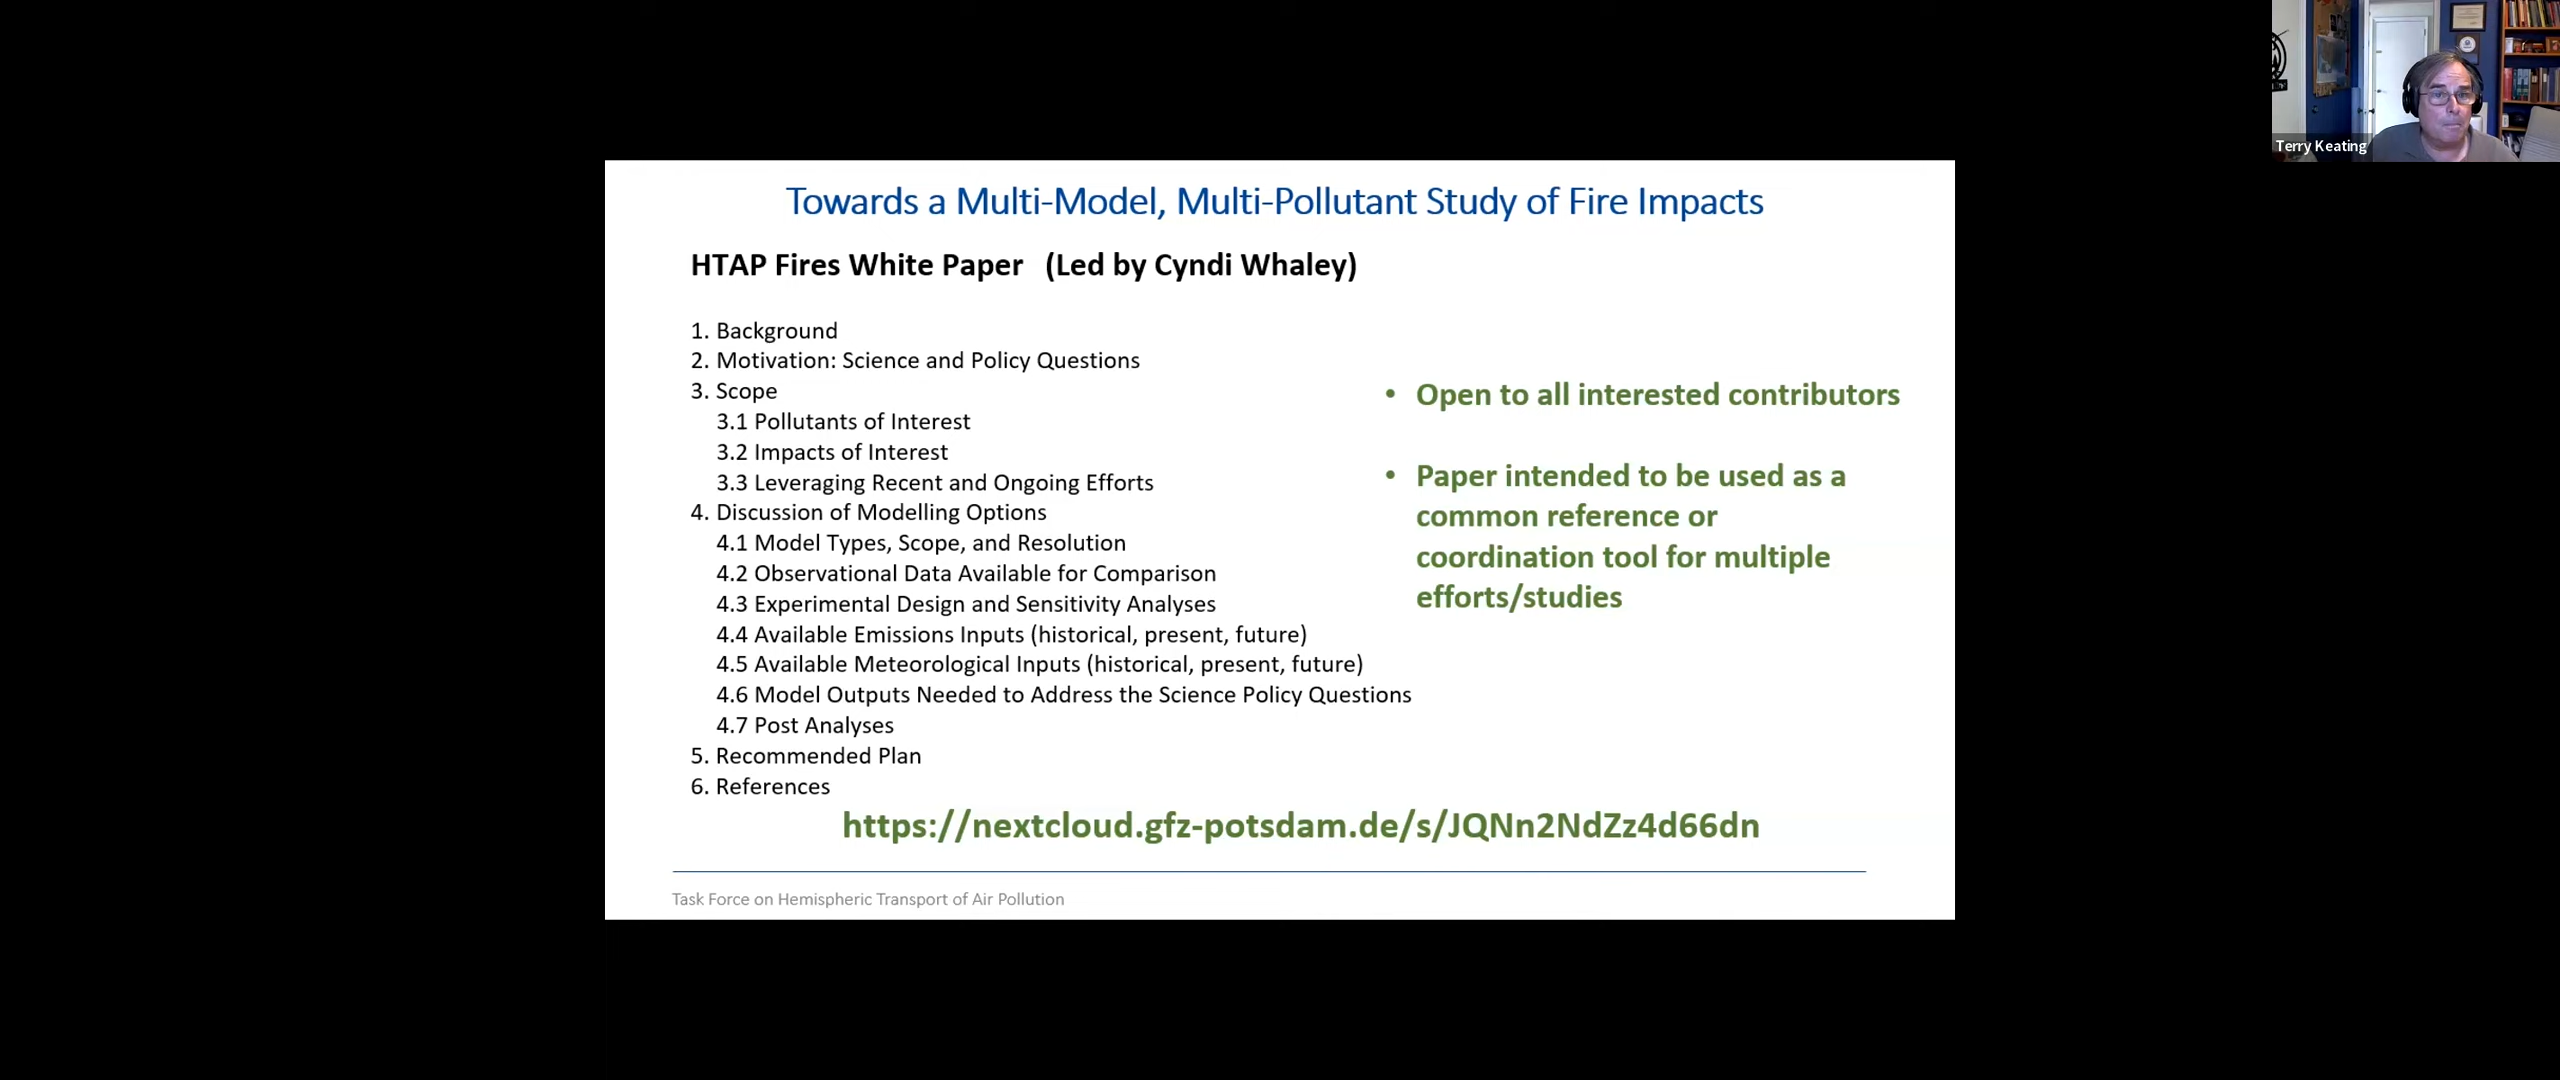 Terry Keating
Towards a Multi-Model, Multi-Pollutant Study of Fire Impacts
HTAP Fires White Paper (Led by Cyndi Whaley)
1. Background
2. Motivation: Science and Policy Questions
3. Scope
3.1 Pollutants of Interest
3.2 Impacts of Interest
3.3 Leveraging Recent and Ongoing Efforts
4. Discussion of Modelling Options
4.1 Model Types, Scope, and Resolution
4.2 Observational Data Available for Comparison
4.3 Experimental Design and Sensitivity Analyses
4.4 Available Emissions Inputs (historical, present, future)
4.5 Available Meteorological Inputs (historical, present, future)
4.6 Model Outputs Needed to Address the Science Policy Questions
4.7 Post Analyses
5. Recommended Plan
6. References
• Open to all interested contributors
• Paper intended to be used as a
common reference or
coordination tool for multiple
efforts/studies
https://nextcloud.gfz-potsdam.de/s/JQNn2NdZz4d66dn
Task Force on Hemispheric Transport of Air Pollution